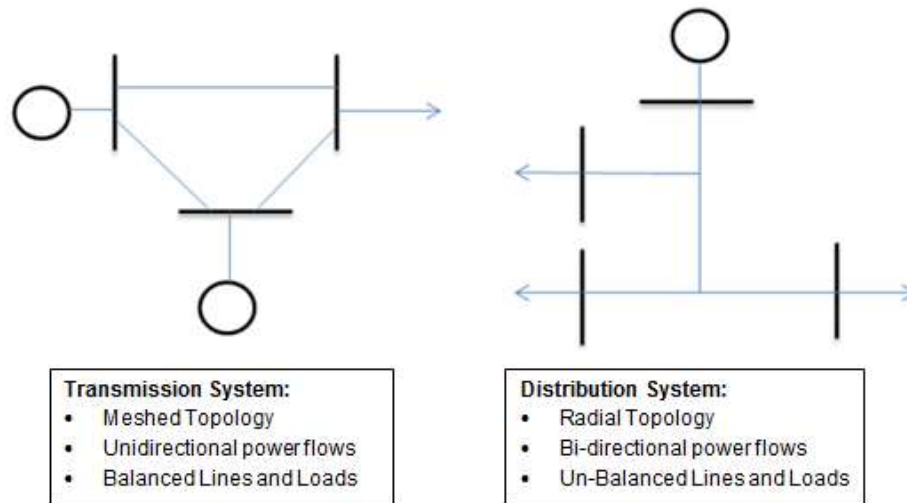 Transmission System:
• Meshed Topology
• Unidirectional power flows
• Balanced Lines and Loads
Distribution System:
• Radial Topology
• Bi-directional power flows
• Un-Balanced Lines and Loads